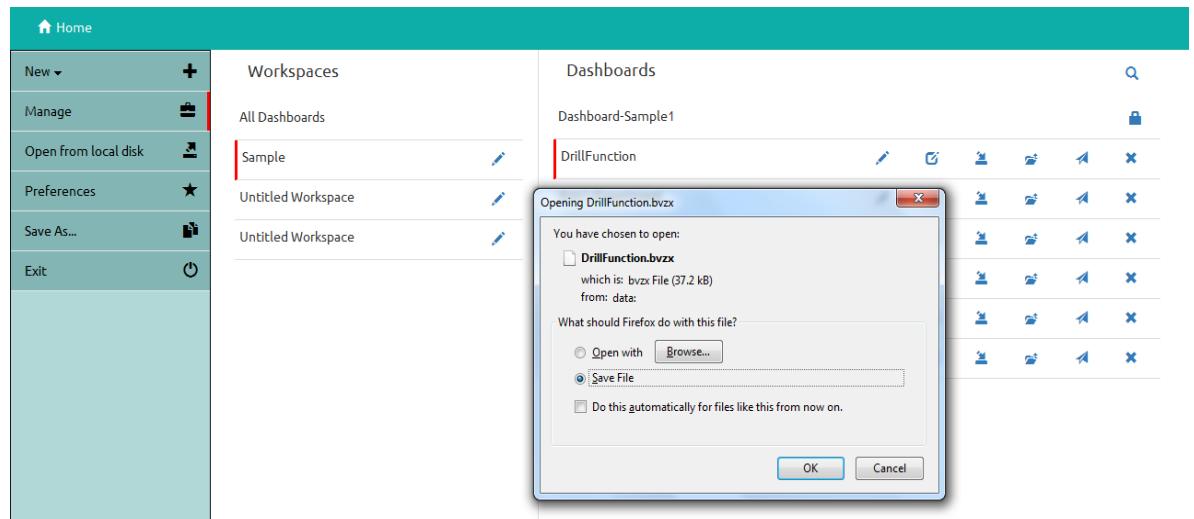 Home
New
Manage
Open from local disk
Preferences
Save As...
Exit
Workspaces
All Dashboards
Sample
Untitled Workspace
Untitled Workspace
Dashboards
Dashboard-Sample1
DrillFunction
Opening DrillFunction.bvzx
You have chosen to open:
DrillFunction.bvzx
which is: bvzx File (37.2 kB)
from: data:
What should Firefox do with this file?
Open with Browse...
Save File
Do this automatically for files like this from now on.
OK Cancel